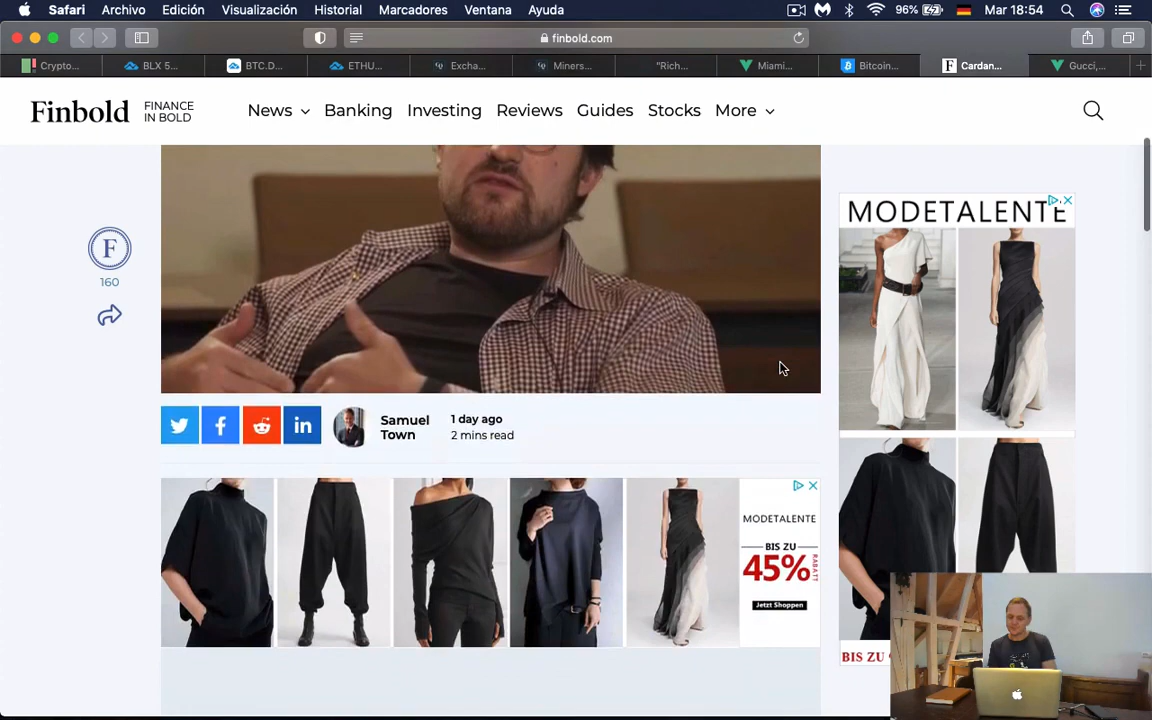 Safari Archivo Edición Visualización Historial Marcadores Ventana Ayuda 96% Mar 18:54
finbold.com
Crypto... BLX 5... BTC.D... ETHU... Excha... Miners... "Rich... Miami... Bitcoin... Cardan... Gucci,...
Finbold
FINANCE
IN BOLD
News Banking Investing Reviews Guides Stocks More
F
160
MODETALENTE
Samuel
Town
1 day ago
2 mins read
MODETALENTE
BIS ZU
45%
RABATT
Jetzt Shoppen
BIS ZU